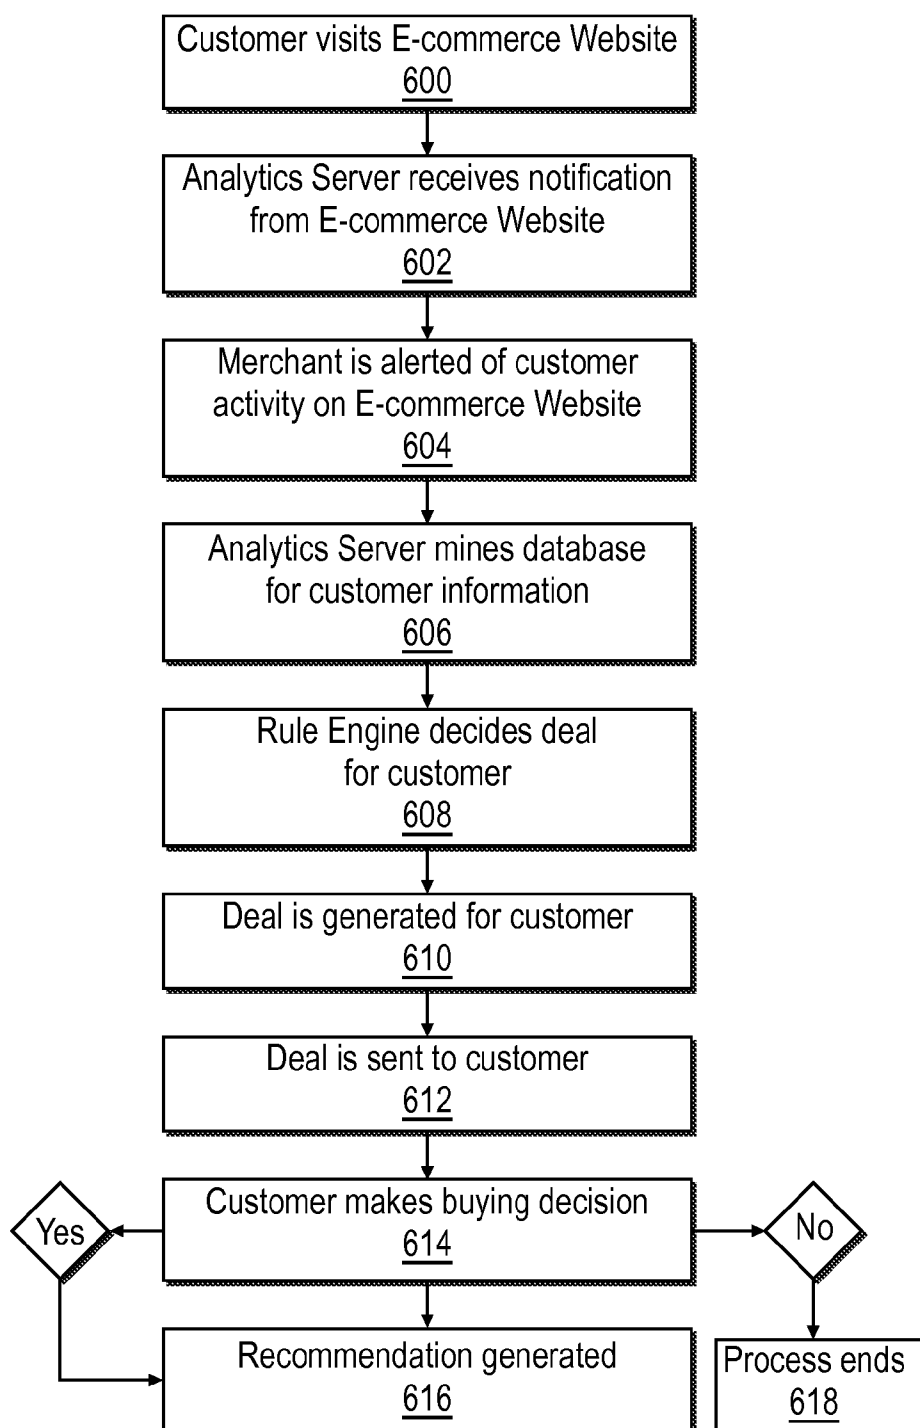 Customer visits E-commerce Website
600
Analytics Server receives notification
from E-commerce Website
602
Merchant is alerted of customer
activity on E-commerce Website
604
Analytics Server mines database
for customer information
606
Rule Engine decides deal
for customer
608
Deal is generated for customer
610
Deal is sent to customer
612
Customer makes buying decision
614
Yes
No
Recommendation generated
616
Process ends
618